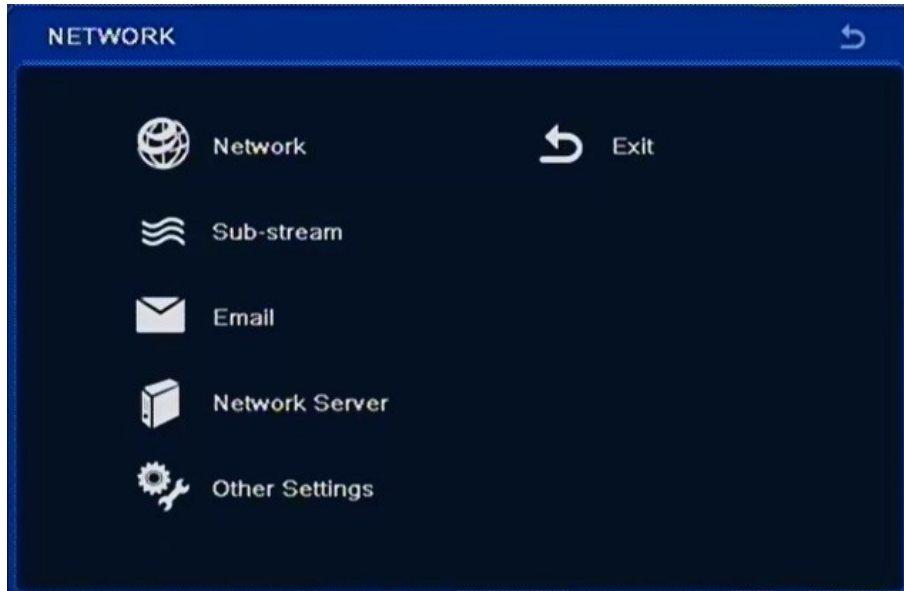 NETWORK
Network
Exit
Sub-stream
Email
Network Server
Other Settings